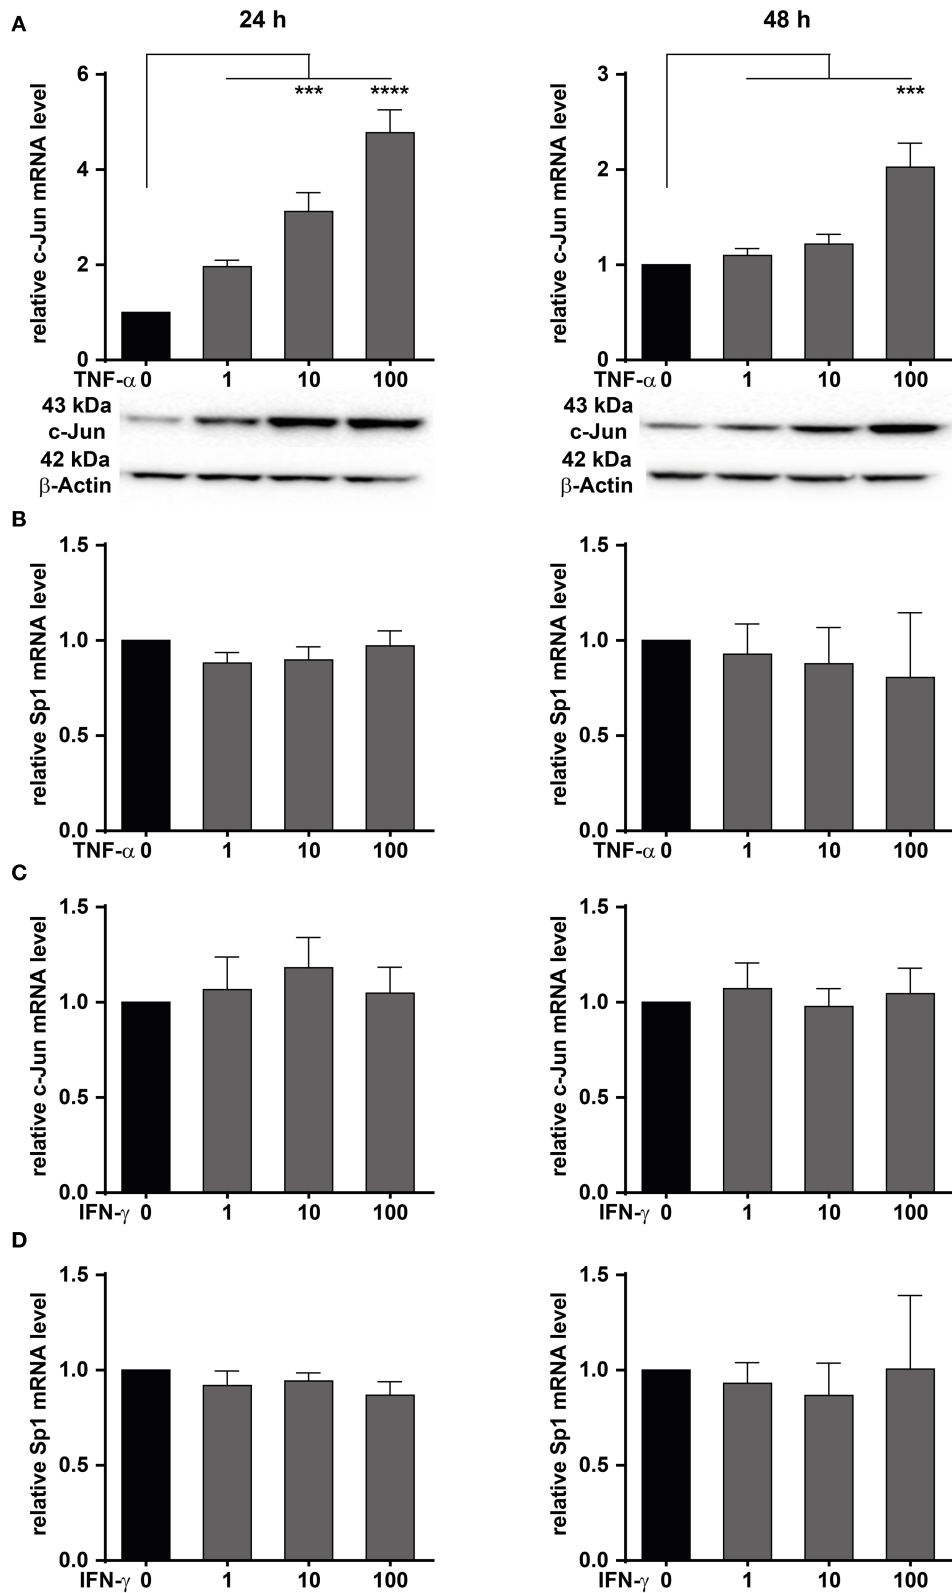 A
24 h
48 h
relative c-Jun mRNA level
6
4
2
0
*** ****
TNF-α 0 1 10 100
43 kDa
c-Jun
42 kDa
β-Actin
relative c-Jun mRNA level
3
2
1
0
***
TNF-α 0 1 10 100
43 kDa
c-Jun
42 kDa
β-Actin
B
relative Sp1 mRNA level
1.5
1.0
0.5
0.0
TNF-α 0 1 10 100
relative Sp1 mRNA level
1.5
1.0
0.5
0.0
TNF-α 0 1 10 100
C
relative c-Jun mRNA level
1.5
1.0
0.5
0.0
IFN-γ 0 1 10 100
relative c-Jun mRNA level
1.5
1.0
0.5
0.0
IFN-γ 0 1 10 100
D
relative Sp1 mRNA level
1.5
1.0
0.5
0.0
IFN-γ 0 1 10 100
relative Sp1 mRNA level
1.5
1.0
0.5
0.0
IFN-γ 0 1 10 100